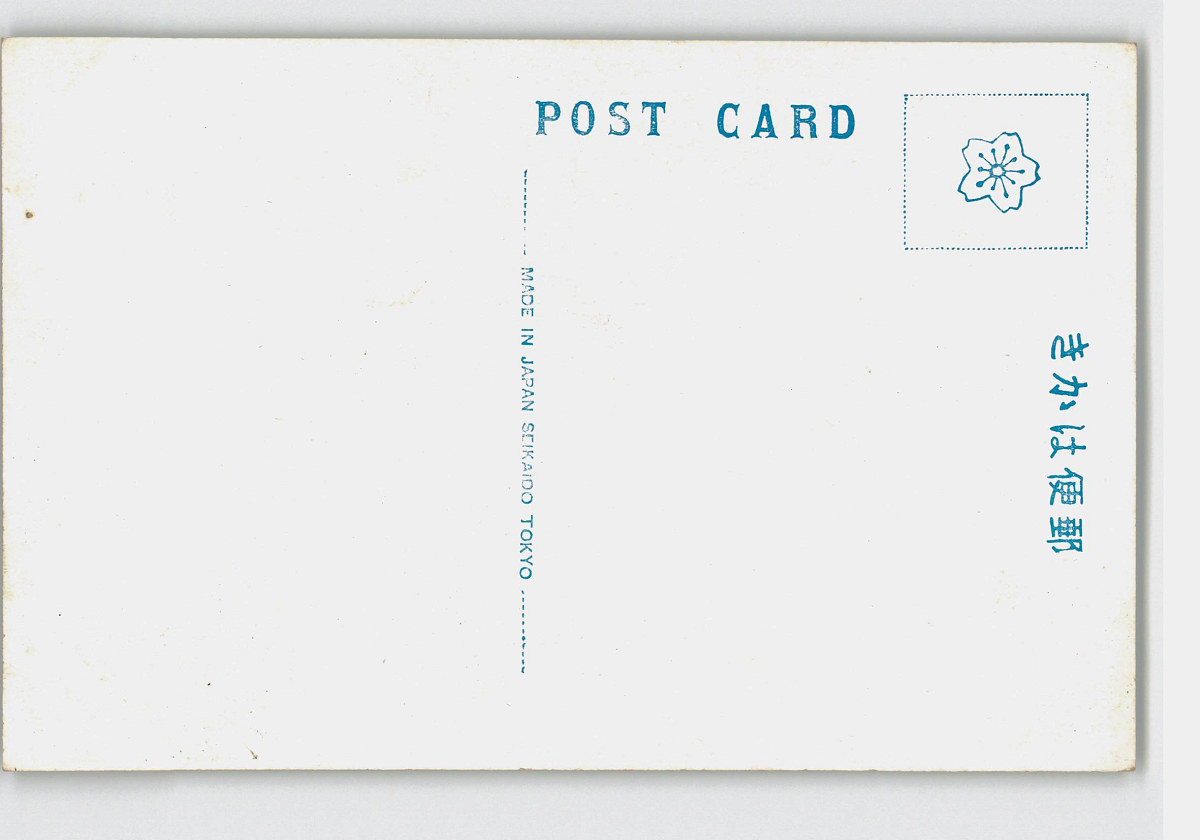 POST CARD
MADE IN JAPAN SEIKAIDO TOKYO
郵便はかき